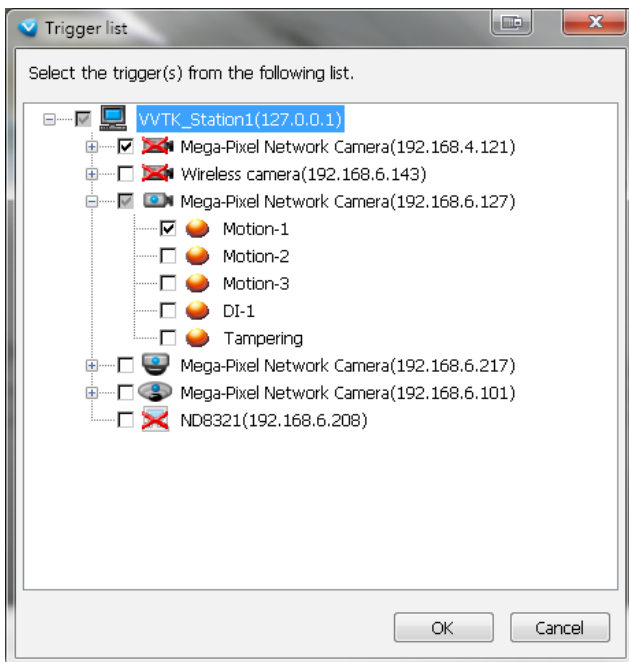 Trigger list
Select the trigger(s) from the following list.
VVTK_Station1(127.0.0.1)
Mega-Pixel Network Camera(192.168.4.121)
Wireless camera(192.168.6.143)
Mega-Pixel Network Camera(192.168.6.127)
Motion-1
Motion-2
Motion-3
DI-1
Tampering
Mega-Pixel Network Camera(192.168.6.217)
Mega-Pixel Network Camera(192.168.6.101)
ND8321(192.168.6.208)
OK Cancel